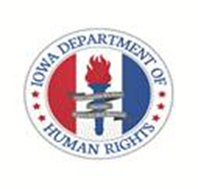 IOWA DEPARTMENT OF
HUMAN RIGHTS